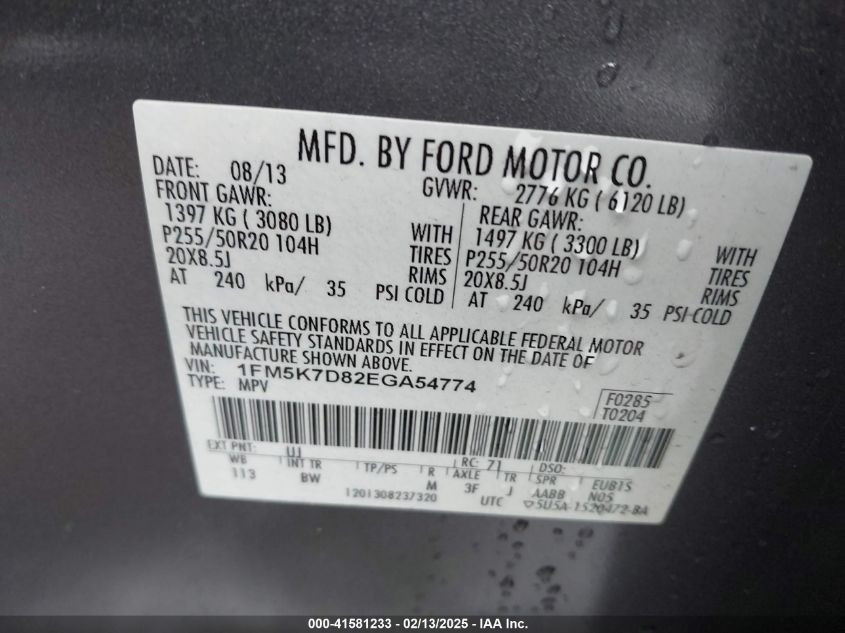 MFD. BY FORD MOTOR CO.
DATE: 08/13 GVWR: 2776 KG ( 6120 LB)
FRONT GAWR: REAR GAWR:
1397 KG ( 3080 LB) WITH 1497 KG ( 3300 LB) WITH
P255/50R20 104H TIRES P255/50R20 104H TIRES
20X8.5J RIMS 20X8.5J RIMS
AT 240 kPa/ 35 PSI COLD AT 240 kPa/ 35 PSI COLD
THIS VEHICLE CONFORMS TO ALL APPLICABLE FEDERAL MOTOR
VEHICLE SAFETY STANDARDS IN EFFECT ON THE DATE OF
MANUFACTURE SHOWN ABOVE.
VIN: 1FM5K7D82EGA54774
TYPE: MPV
F0285
T0204
EXT PNT: UJ RC: 71 DSO:
WB INT TR TP/PS R AXLE TR SPR EUB15
113 BW M 3F J AABB N05
1201308237320 UTC ▽5U5A-1520472-BA
000-41581233 - 02/13/2025 - IAA Inc.